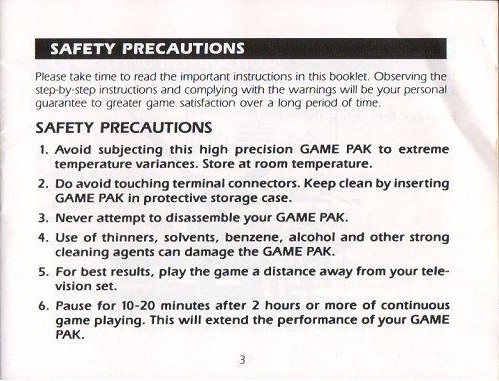 SAFETY PRECAUTIONS
Please take time to read the important instructions in this booklet. Observing the
step-by-step instructions and complying with the warnings will be your personal
guarantee to greater game satisfaction over a long period of time.
SAFETY PRECAUTIONS
1. Avoid subjecting this high precision GAME PAK to extreme
temperature variances. Store at room temperature.
2. Do avoid touching terminal connectors. Keep clean by inserting
GAME PAK in protective storage case.
3. Never attempt to disassemble your GAME PAK.
4. Use of thinners, solvents, benzene, alcohol and other strong
cleaning agents can damage the GAME PAK.
5. For best results, play the game a distance away from your tele-
vision set.
6. Pause for 10-20 minutes after 2 hours or more of continuous
game playing. This will extend the performance of your GAME
PAK.
3